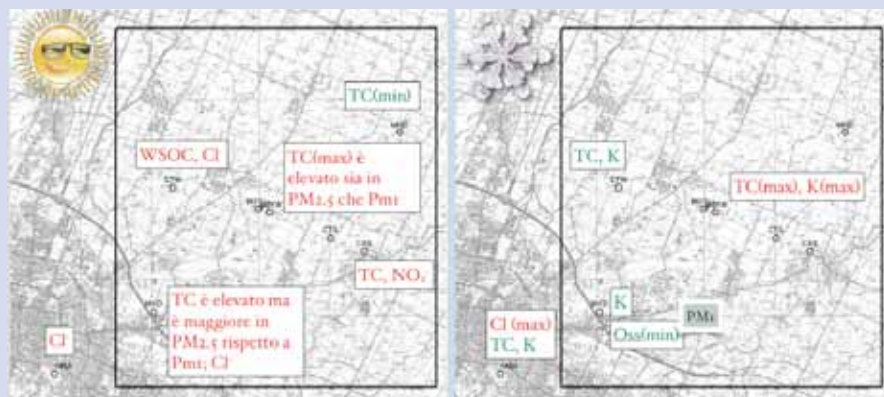 TC(min)
WSOC, Cl
TC(max) è
elevato sia in
PM2.5 che Pm1
TC, NO₃
TC è elevato ma
è maggiore in
PM2.5 rispetto a
Pm1; Cl
Cl
TC, K
TC(max), K(max)
K
PM1
Oss(min)
Cl (max)
TC, K